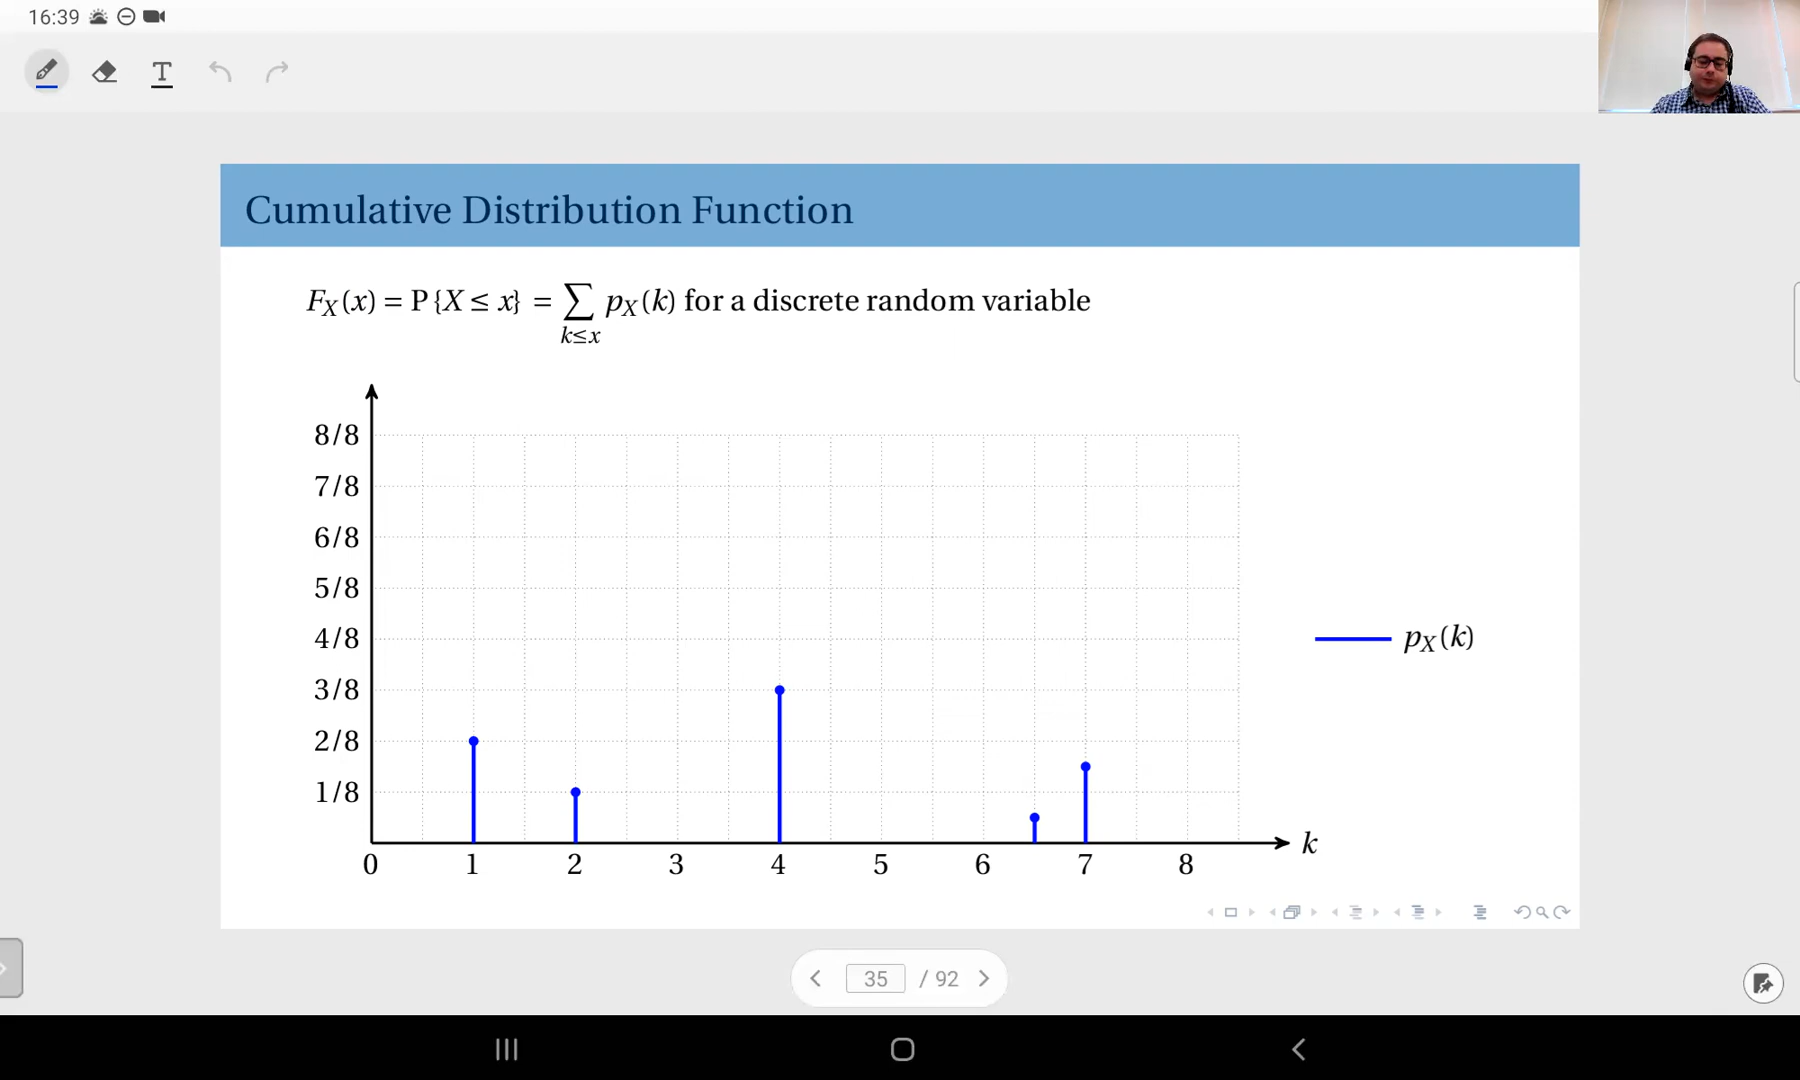 16:39
T
Cumulative Distribution Function
F_X(x) = P{X ≤ x} = ∑_{k≤x} p_X(k) for a discrete random variable
8/8
7/8
6/8
5/8
4/8
3/8
2/8
1/8
p_X(k)
0 1 2 3 4 5 6 7 8 k
35 / 92